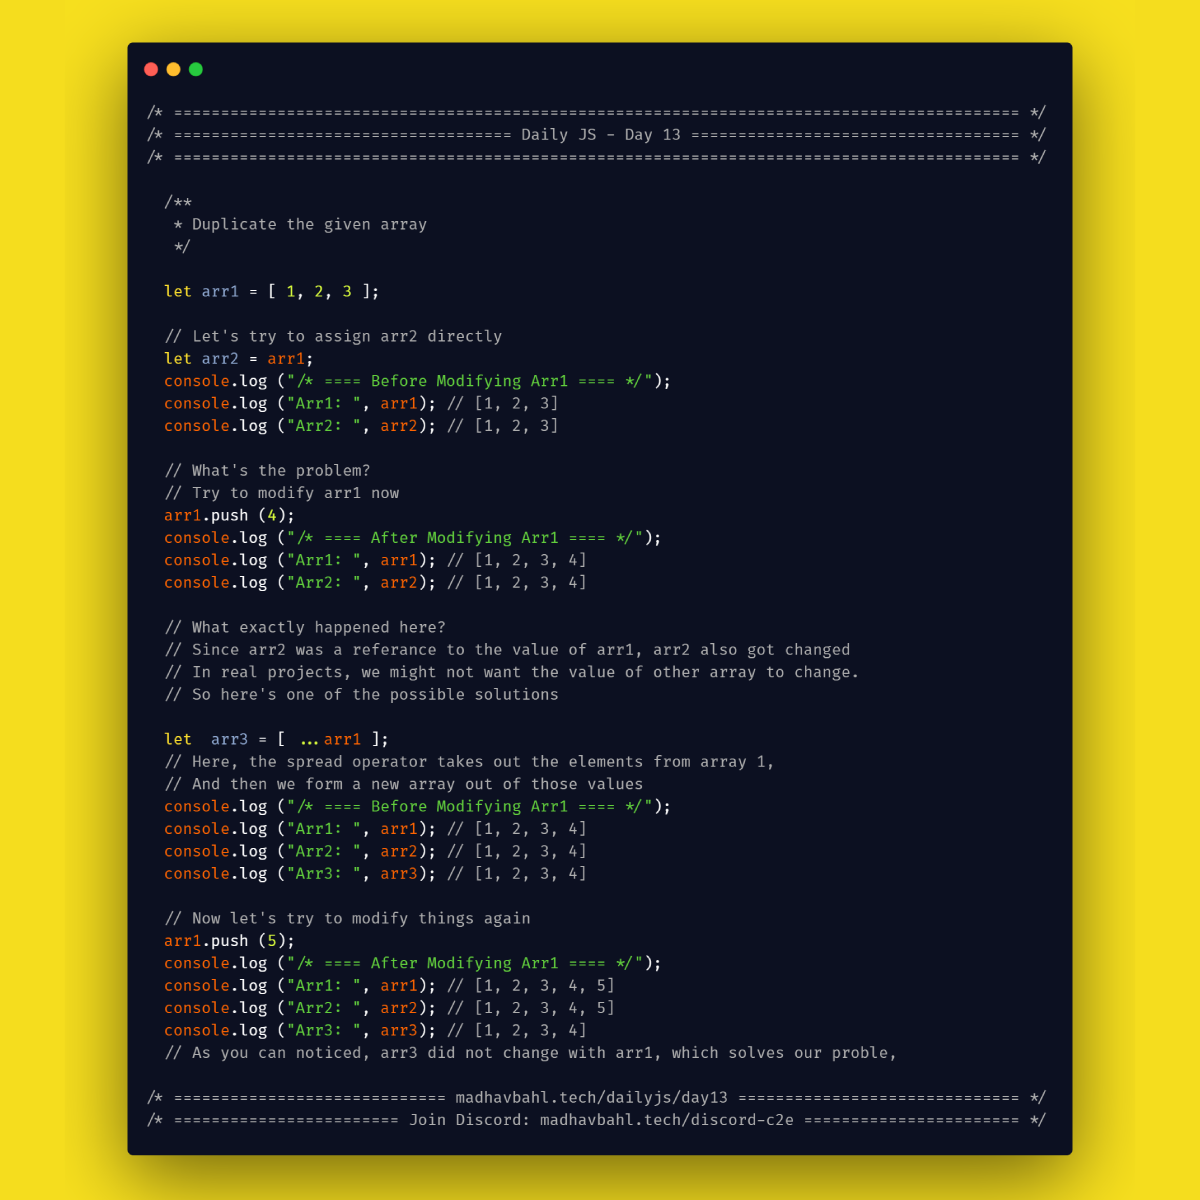 /* ========================================================================================== */
/* ==================================== Daily JS - Day 13 =================================== */
/* ========================================================================================== */
/**
* Duplicate the given array
*/
let arr1 = [ 1, 2, 3 ];
// Let's try to assign arr2 directly
let arr2 = arr1;
console.log ("/* ==== Before Modifying Arr1 ==== */");
console.log ("Arr1: ", arr1); // [1, 2, 3]
console.log ("Arr2: ", arr2); // [1, 2, 3]
// What's the problem?
// Try to modify arr1 now
arr1.push (4);
console.log ("/* ==== After Modifying Arr1 ==== */");
console.log ("Arr1: ", arr1); // [1, 2, 3, 4]
console.log ("Arr2: ", arr2); // [1, 2, 3, 4]
// What exactly happened here?
// Since arr2 was a referance to the value of arr1, arr2 also got changed
// In real projects, we might not want the value of other array to change.
// So here's one of the possible solutions
let  arr3 = [ ...arr1 ];
// Here, the spread operator takes out the elements from array 1,
// And then we form a new array out of those values
console.log ("/* ==== Before Modifying Arr1 ==== */");
console.log ("Arr1: ", arr1); // [1, 2, 3, 4]
console.log ("Arr2: ", arr2); // [1, 2, 3, 4]
console.log ("Arr3: ", arr3); // [1, 2, 3, 4]
// Now let's try to modify things again
arr1.push (5);
console.log ("/* ==== After Modifying Arr1 ==== */");
console.log ("Arr1: ", arr1); // [1, 2, 3, 4, 5]
console.log ("Arr2: ", arr2); // [1, 2, 3, 4, 5]
console.log ("Arr3: ", arr3); // [1, 2, 3, 4]
// As you can noticed, arr3 did not change with arr1, which solves our proble,
/* ============================= madhavbahl.tech/dailyjs/day13 ============================== */
/* ======================== Join Discord: madhavbahl.tech/discord-c2e ======================= */